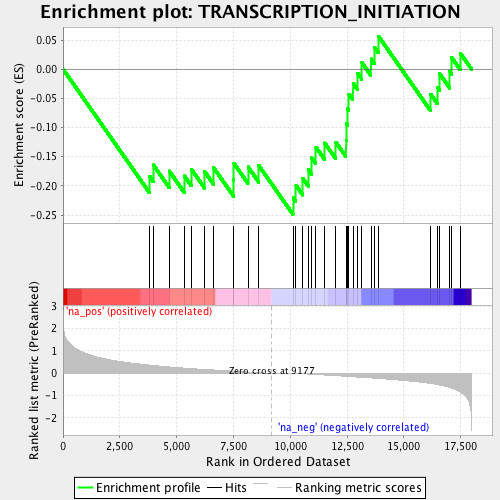 Enrichment plot: TRANSCRIPTION_INITIATION
Enrichment score (ES)
0.05
0.00
-0.05
-0.10
-0.15
-0.20
-0.25
Ranked list metric (PreRanked)
'na_pos' (positively correlated)
3
2
1
0
-1
-2
Zero cross at 9177
'na_neg' (negatively correlated)
0
2,500
5,000
7,500
10,000
12,500
15,000
17,500
Rank in Ordered Dataset
Enrichment profile
Hits
Ranking metric scores